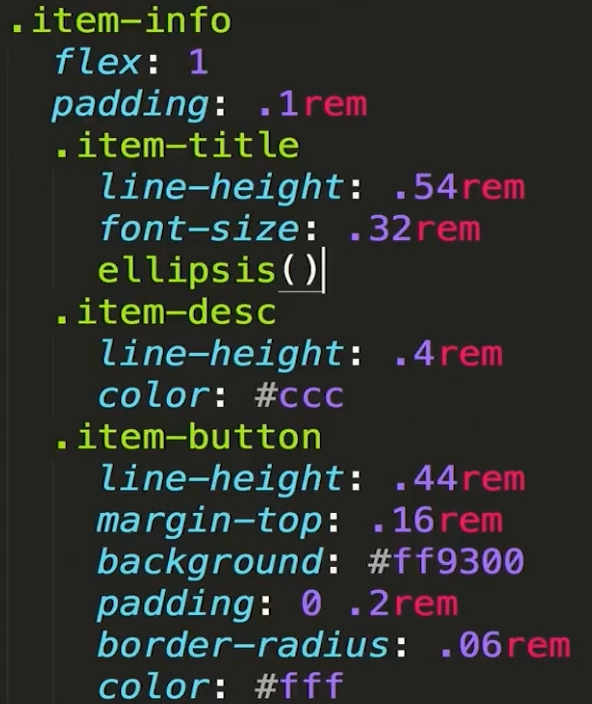 .item-info
flex: 1
padding: .1rem
.item-title
line-height: .54rem
font-size: .32rem
ellipsis()
.item-desc
line-height: .4rem
color: #ccc
.item-button
line-height: .44rem
margin-top: .16rem
background: #ff9300
padding: 0 .2rem
border-radius: .06rem
color: #fff